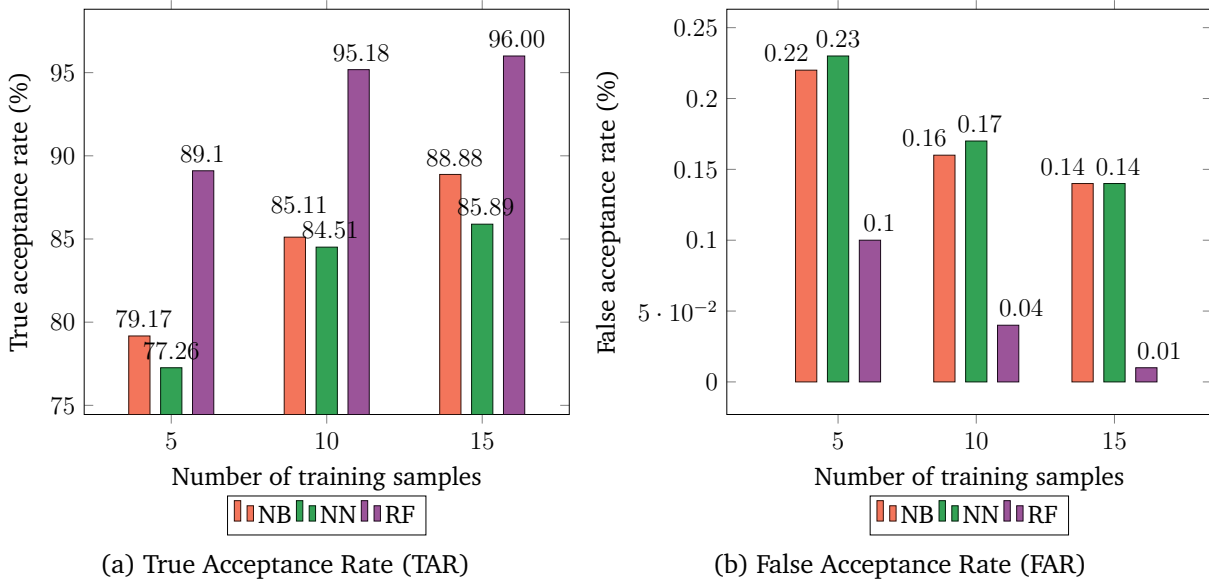 True acceptance rate (%)
95
90
85
80
75
79.17
77.26
89.1
85.11
84.51
95.18
88.88
85.89
96.00
5 10 15
Number of training samples
NB NN RF
(a) True Acceptance Rate (TAR)
False acceptance rate (%)
0.25
0.2
0.15
0.1
5 · 10−2
0
0.22
0.23
0.1
0.16
0.17
0.04
0.14
0.14
0.01
5 10 15
Number of training samples
NB NN RF
(b) False Acceptance Rate (FAR)